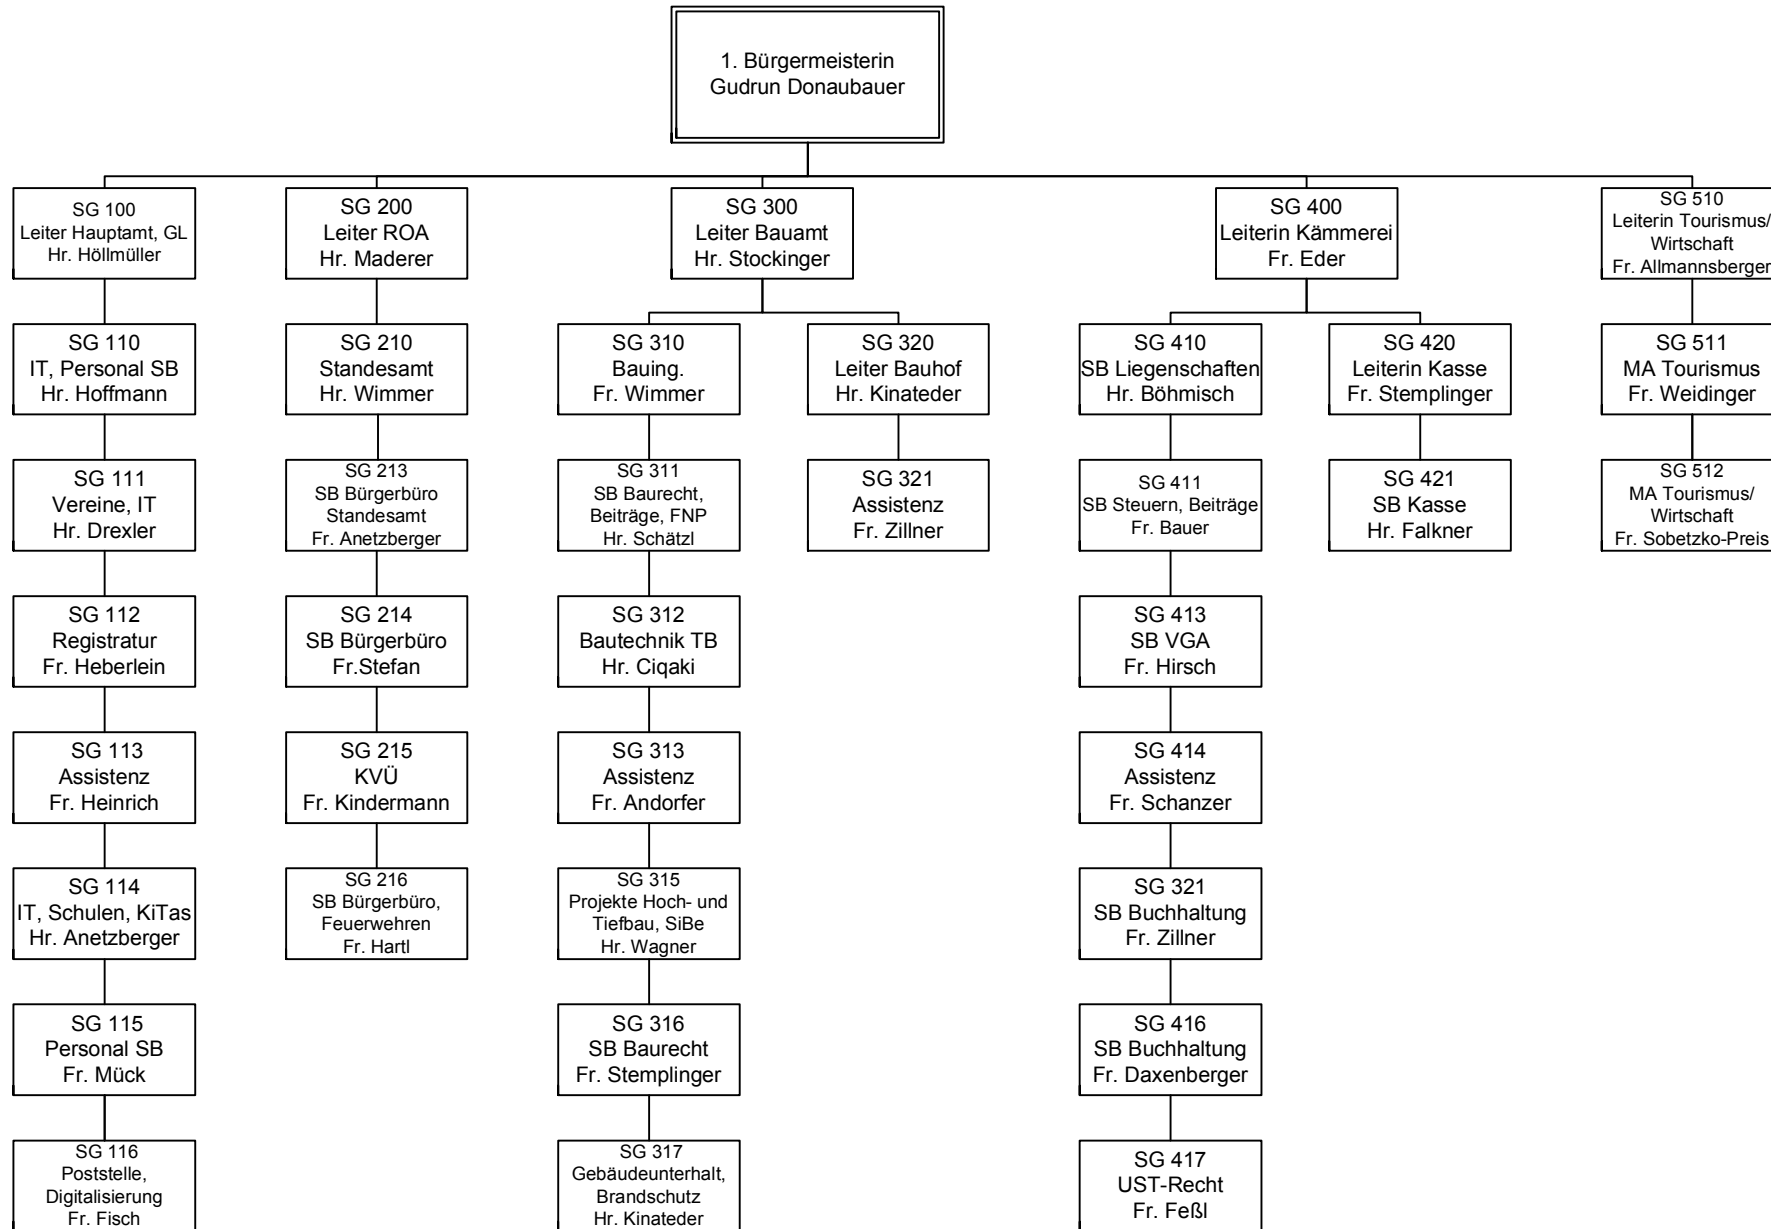 1. Bürgermeisterin
Gudrun Donaubauer
SG 100
Leiter Hauptamt, GL
Hr. Höllmüller
SG 200
Leiter ROA
Hr. Maderer
SG 300
Leiter Bauamt
Hr. Stockinger
SG 400
Leiterin Kämmerei
Fr. Eder
SG 510
Leiterin Tourismus/
Wirtschaft
Fr. Allmannsberger
SG 110
IT, Personal SB
Hr. Hoffmann
SG 210
Standesamt
Hr. Wimmer
SG 310
Bauing.
Fr. Wimmer
SG 320
Leiter Bauhof
Hr. Kinateder
SG 410
SB Liegenschaften
Hr. Böhmisch
SG 420
Leiterin Kasse
Fr. Stemplinger
SG 511
MA Tourismus
Fr. Weidinger
SG 111
Vereine, IT
Hr. Drexler
SG 213
SB Bürgerbüro
Standesamt
Fr. Anetzberger
SG 311
SB Baurecht,
Beiträge, FNP
Hr. Schätzl
SG 321
Assistenz
Fr. Zillner
SG 411
SB Steuern, Beiträge
Fr. Bauer
SG 421
SB Kasse
Hr. Falkner
SG 512
MA Tourismus/
Wirtschaft
Fr. Sobetzko-Preis
SG 112
Registratur
Fr. Heberlein
SG 214
SB Bürgerbüro
Fr.Stefan
SG 312
Bautechnik TB
Hr. Ciqaki
SG 413
SB VGA
Fr. Hirsch
SG 113
Assistenz
Fr. Heinrich
SG 215
KVÜ
Fr. Kindermann
SG 313
Assistenz
Fr. Andorfer
SG 414
Assistenz
Fr. Schanzer
SG 114
IT, Schulen, KiTas
Hr. Anetzberger
SG 216
SB Bürgerbüro,
Feuerwehren
Fr. Hartl
SG 315
Projekte Hoch- und
Tiefbau, SiBe
Hr. Wagner
SG 321
SB Buchhaltung
Fr. Zillner
SG 115
Personal SB
Fr. Mück
SG 316
SB Baurecht
Fr. Stemplinger
SG 416
SB Buchhaltung
Fr. Daxenberger
SG 116
Poststelle,
Digitalisierung
Fr. Fisch
SG 317
Gebäudeunterhalt,
Brandschutz
Hr. Kinateder
SG 417
UST-Recht
Fr. Feßl